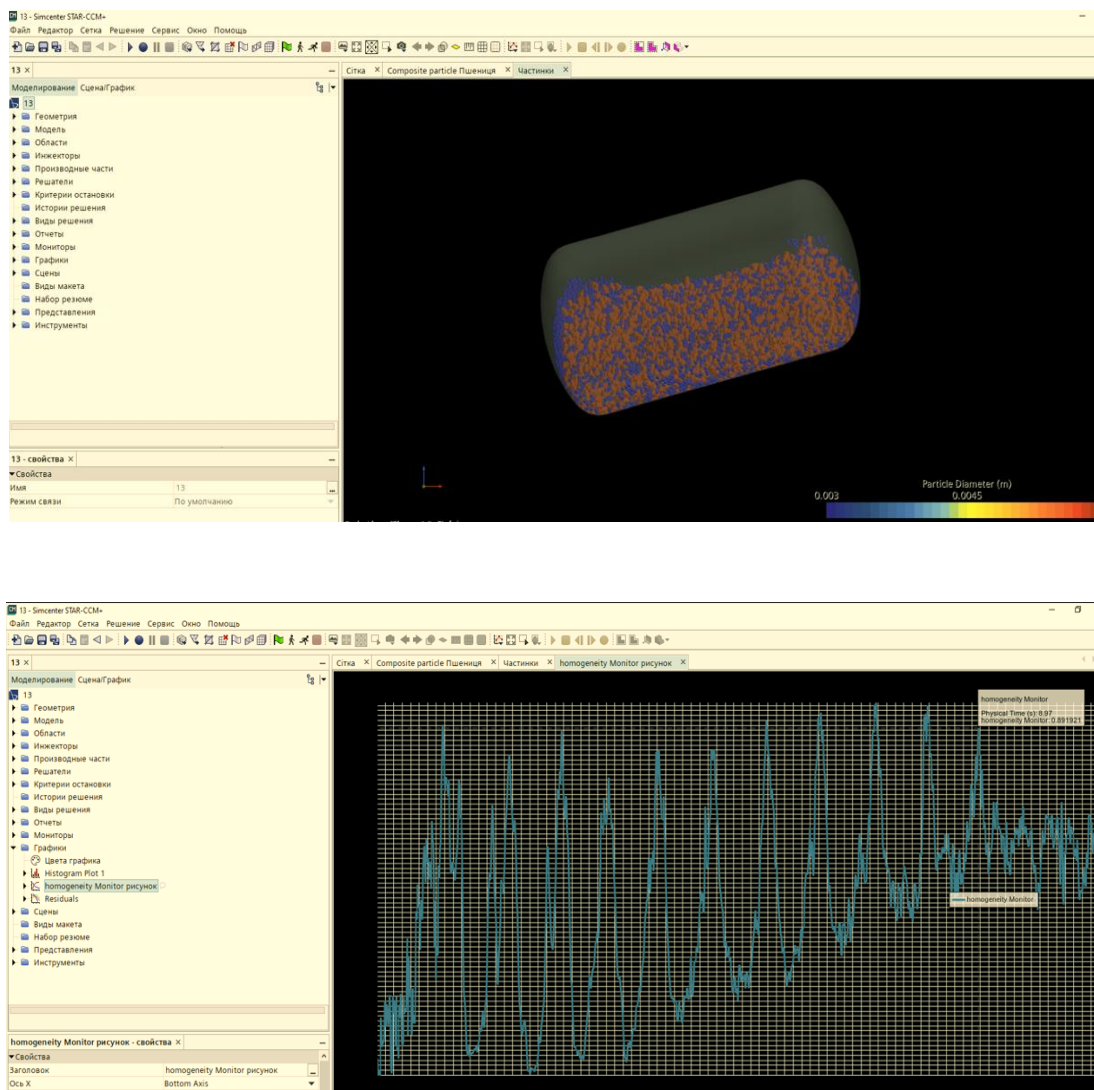 13 - Simcenter STAR-CCM+
Файл Редактор Сетка Решение Сервис Окно Помощь
13
Сітка Composite particle Пшениця Частинки
Моделирование Сцена/График
13
Геометрия
Модель
Области
Инжекторы
Производные части
Решатели
Критерии остановки
Истории решения
Виды решения
Отчеты
Мониторы
Графики
Сцены
Виды макета
Набор резюме
Представления
Инструменты
13 - свойства
Свойства
Имя 13
Режим связи По умолчанию
Particle Diameter (m)
0.003 0.0045
13 - Simcenter STAR-CCM+
Файл Редактор Сетка Решение Сервис Окно Помощь
13
Сітка Composite particle Пшениця Частинки homogeneity Monitor рисунок
Моделирование Сцена/График
13
Геометрия
Модель
Области
Инжекторы
Производные части
Решатели
Критерии остановки
Истории решения
Виды решения
Отчеты
Мониторы
Графики
Цвета графика
Histogram Plot 1
homogeneity Monitor рисунок
Residuals
Сцены
Виды макета
Набор резюме
Представления
Инструменты
homogeneity Monitor
Physical Time (s): 8.97
homogeneity Monitor: 0.891921
homogeneity Monitor
homogeneity Monitor рисунок - свойства
Свойства
Заголовок homogeneity Monitor рисунок
Ось X Bottom Axis